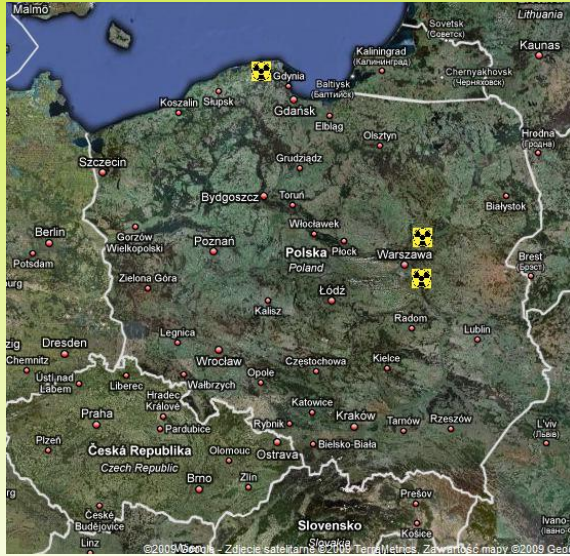 Malmö
Lithuania
Sovetsk
(Советск)
Kaunas
Kaliningrad
(Калининград)
Chernyakhovsk
(Черняховск)
Baltiysk
(Балтийск)
Gdynia
Gdańsk
Słupsk
Koszalin
Elbląg
Olsztyn
Hrodna
(Гродна)
Szczecin
Grudziądz
Białystok
Bydgoszcz
Toruń
Włocławek
Płock
Berlin
Potsdam
Gorzów
Wielkopolski
Poznań
Polska
Poland
Warszawa
Brest
(Брэст)
burg
Zielona Góra
Kalisz
Łódź
Radom
Lublin
Legnica
Wrocław
zig
Dresden
Chemnitz
Ústí nad
Labem
Liberec
Wałbrzych
Opole
Częstochowa
Kielce
Hradec
Králové
Praha
Pardubice
Katowice
Rybnik
Kraków
Tarnów
Rzeszów
L'viv
(Львів)
Plzeň
Česká Republika
Czech Republic
Olomouc
Ostrava
Bielsko-Biała
Brno
Zlín
rg
České
Budějovice
Linz
Prešov
Slovensko
Slovakia
Košice
Ivano-
©2009 Google - Zdjęcie satelitarne ©2009 TerraMetrics, Zawartość mapy ©2009 Geo